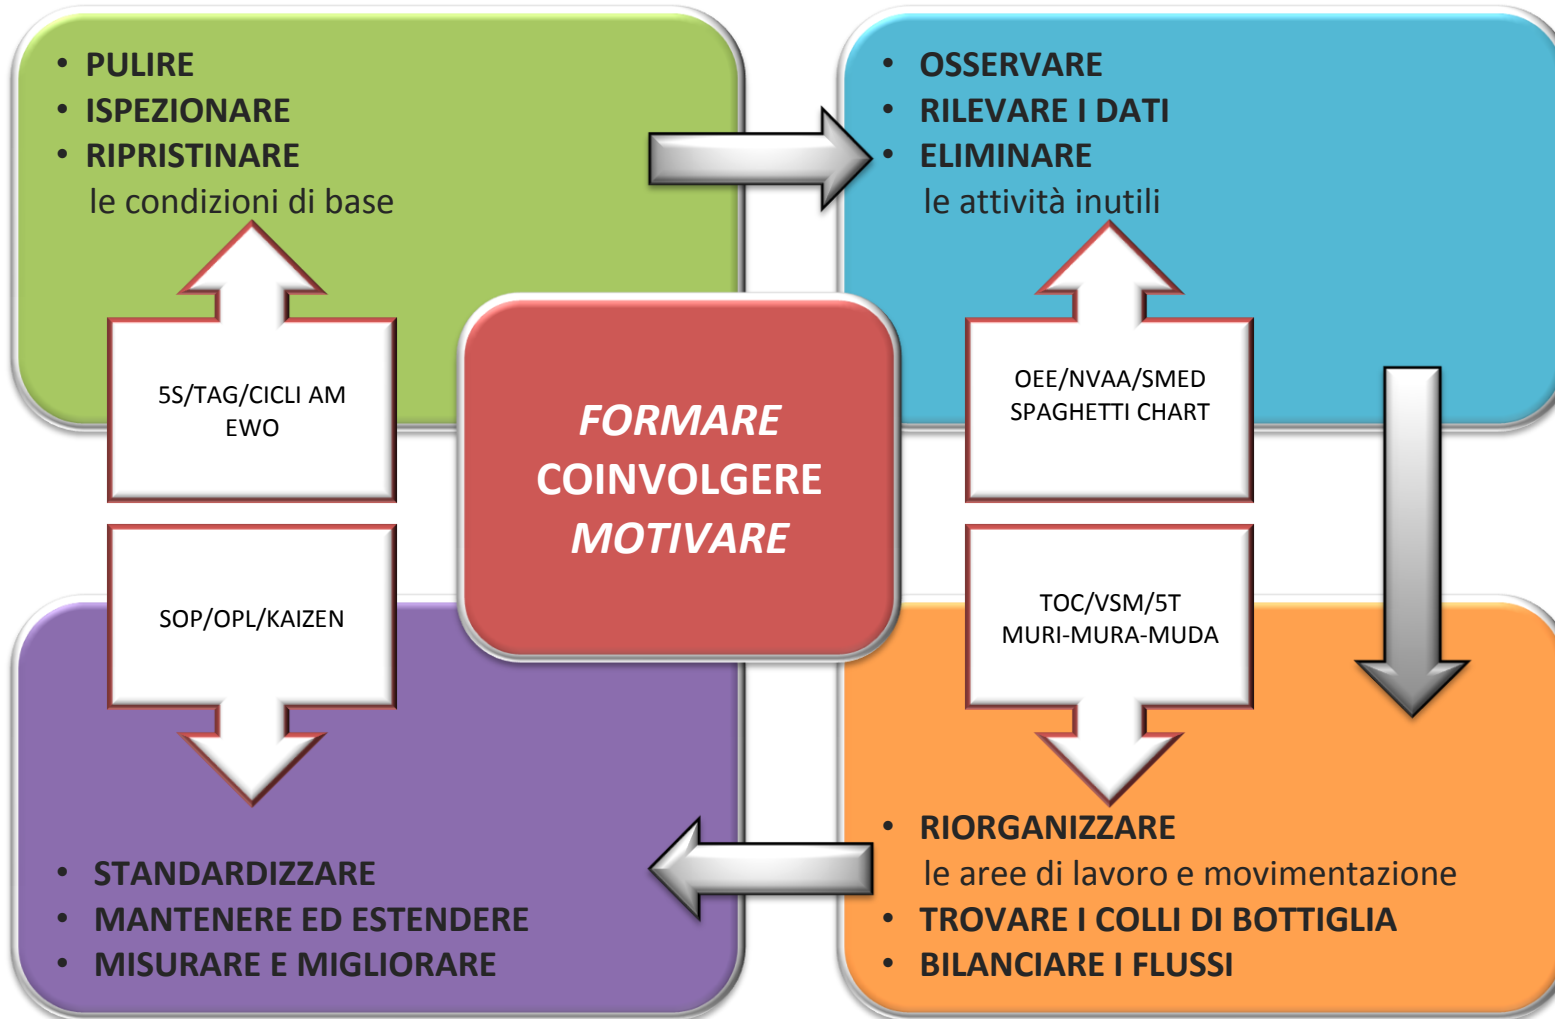 • PULIRE
• ISPEZIONARE
• RIPRISTINARE
le condizioni di base
• OSSERVARE
• RILEVARE I DATI
• ELIMINARE
le attività inutili
5S/TAG/CICLI AM
EWO
FORMARE
COINVOLGERE
MOTIVARE
OEE/NVAA/SMED
SPAGHETTI CHART
SOP/OPL/KAIZEN
TOC/VSM/5T
MURI-MURA-MUDA
• STANDARDIZZARE
• MANTENERE ED ESTENDERE
• MISURARE E MIGLIORARE
• RIORGANIZZARE
le aree di lavoro e movimentazione
• TROVARE I COLLI DI BOTTIGLIA
• BILANCIARE I FLUSSI